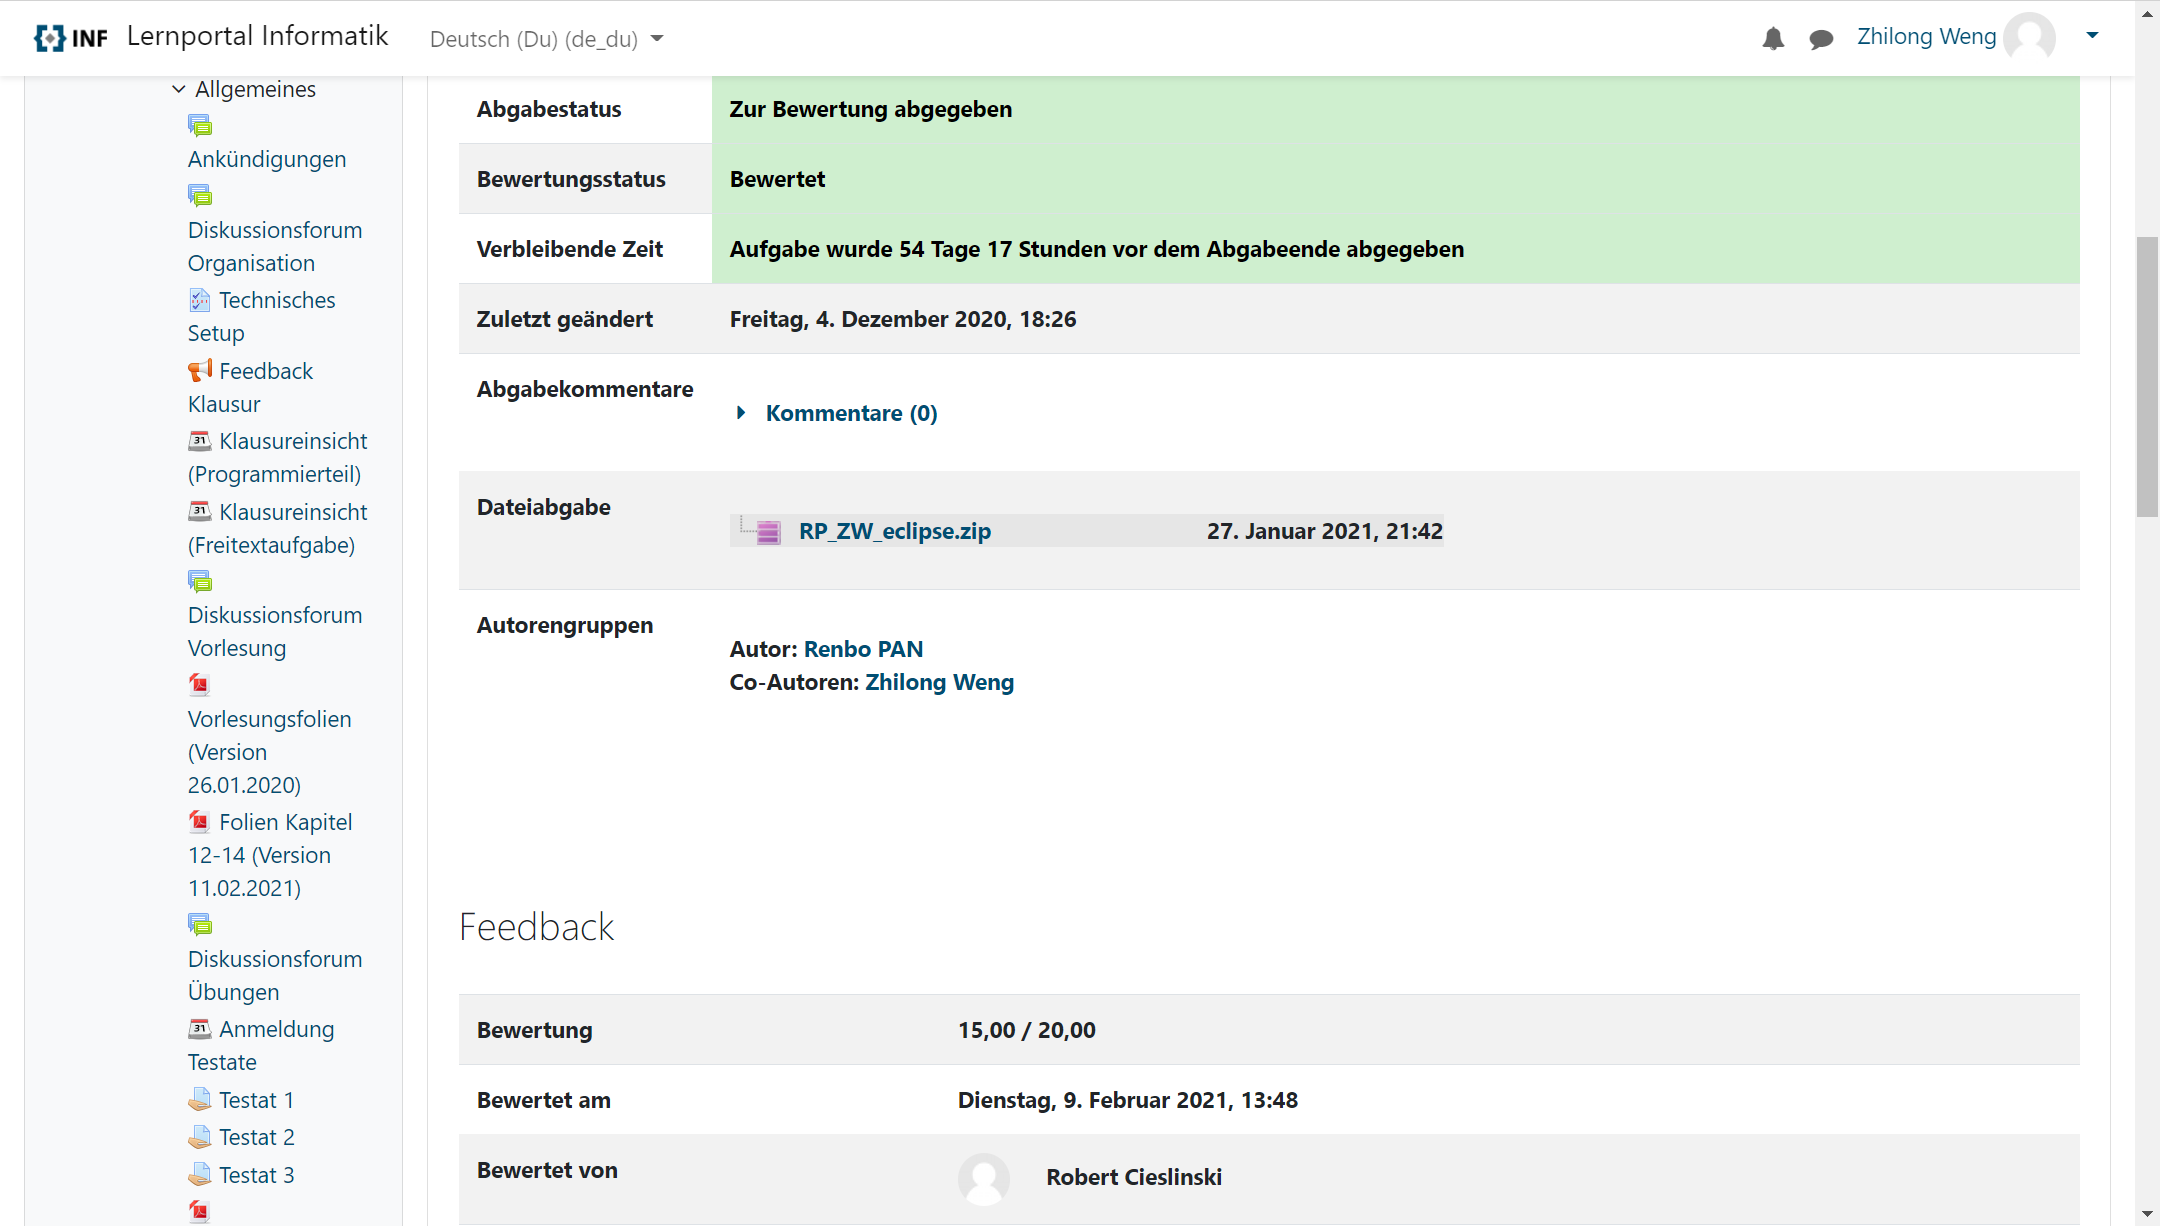 INF Lernportal Informatik Deutsch (Du) (de_du) Zhilong Weng
Allgemeines
Ankündigungen
Diskussionsforum
Organisation
Technisches
Setup
Feedback
Klausur
31 Klausureinsicht
(Programmierteil)
31 Klausureinsicht
(Freitextaufgabe)
Diskussionsforum
Vorlesung
Vorlesungsfolien
(Version
26.01.2020)
Folien Kapitel
12-14 (Version
11.02.2021)
Diskussionsforum
Übungen
31 Anmeldung
Testate
Testat 1
Testat 2
Testat 3
Abgabestatus Zur Bewertung abgegeben
Bewertungsstatus Bewertet
Verbleibende Zeit Aufgabe wurde 54 Tage 17 Stunden vor dem Abgabeende abgegeben
Zuletzt geändert Freitag, 4. Dezember 2020, 18:26
Abgabekommentare
Kommentare (0)
Dateiabgabe
RP_ZW_eclipse.zip 27. Januar 2021, 21:42
Autorengruppen
Autor: Renbo PAN
Co-Autoren: Zhilong Weng
Feedback
Bewertung 15,00 / 20,00
Bewertet am Dienstag, 9. Februar 2021, 13:48
Bewertet von Robert Cieslinski